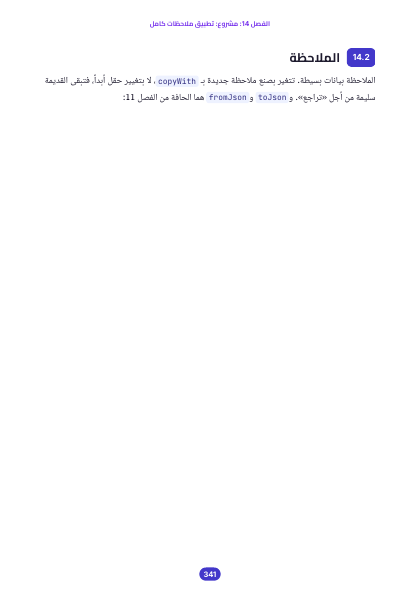 الفصل 14: مشروع: تطبيق ملاحظات كامل
14.2 الملاحظة
الملاحظة بيانات بسيطة. تتغير بصنع ملاحظة جديدة بـ copyWith، لا بتغيير حقل أبداً، فتبقى القديمة
سليمة من أجل «تراجع». و toJson و fromJson هما الحافة من الفصل 11:
341